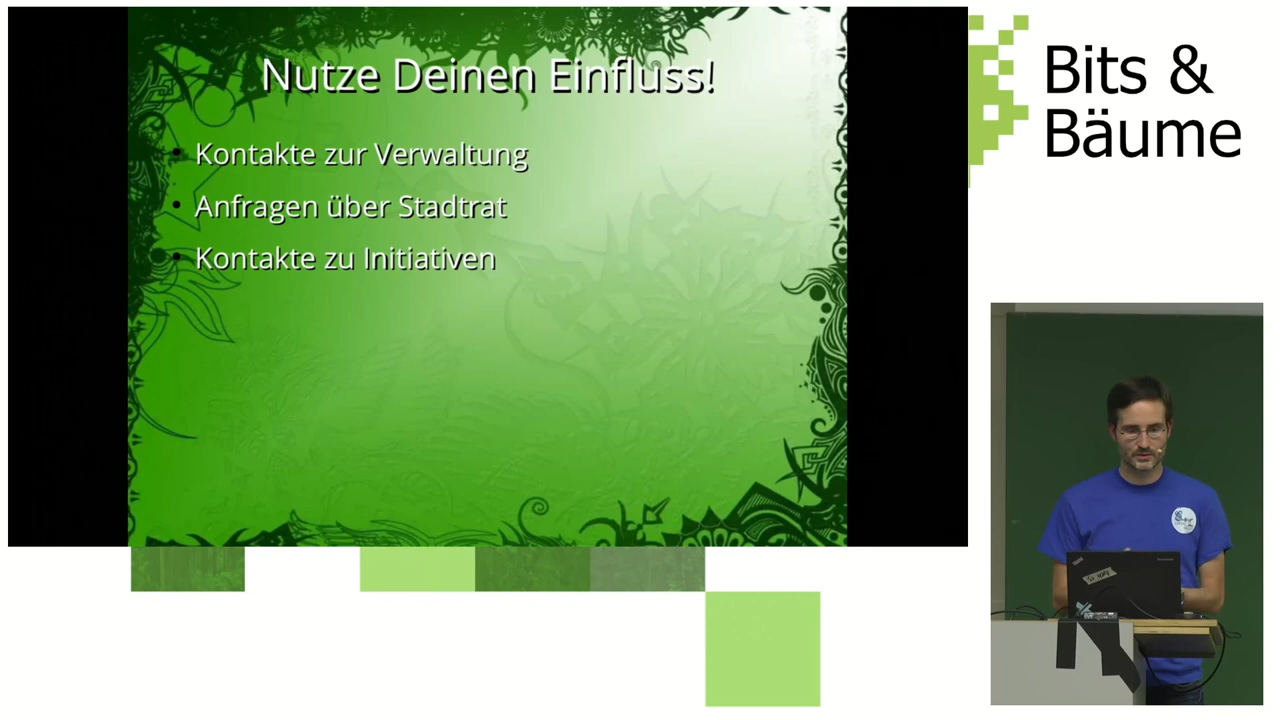 Nutze Deinen Einfluss!
• Kontakte zur Verwaltung
• Anfragen über Stadtrat
• Kontakte zu Initiativen
Bits &
Bäume